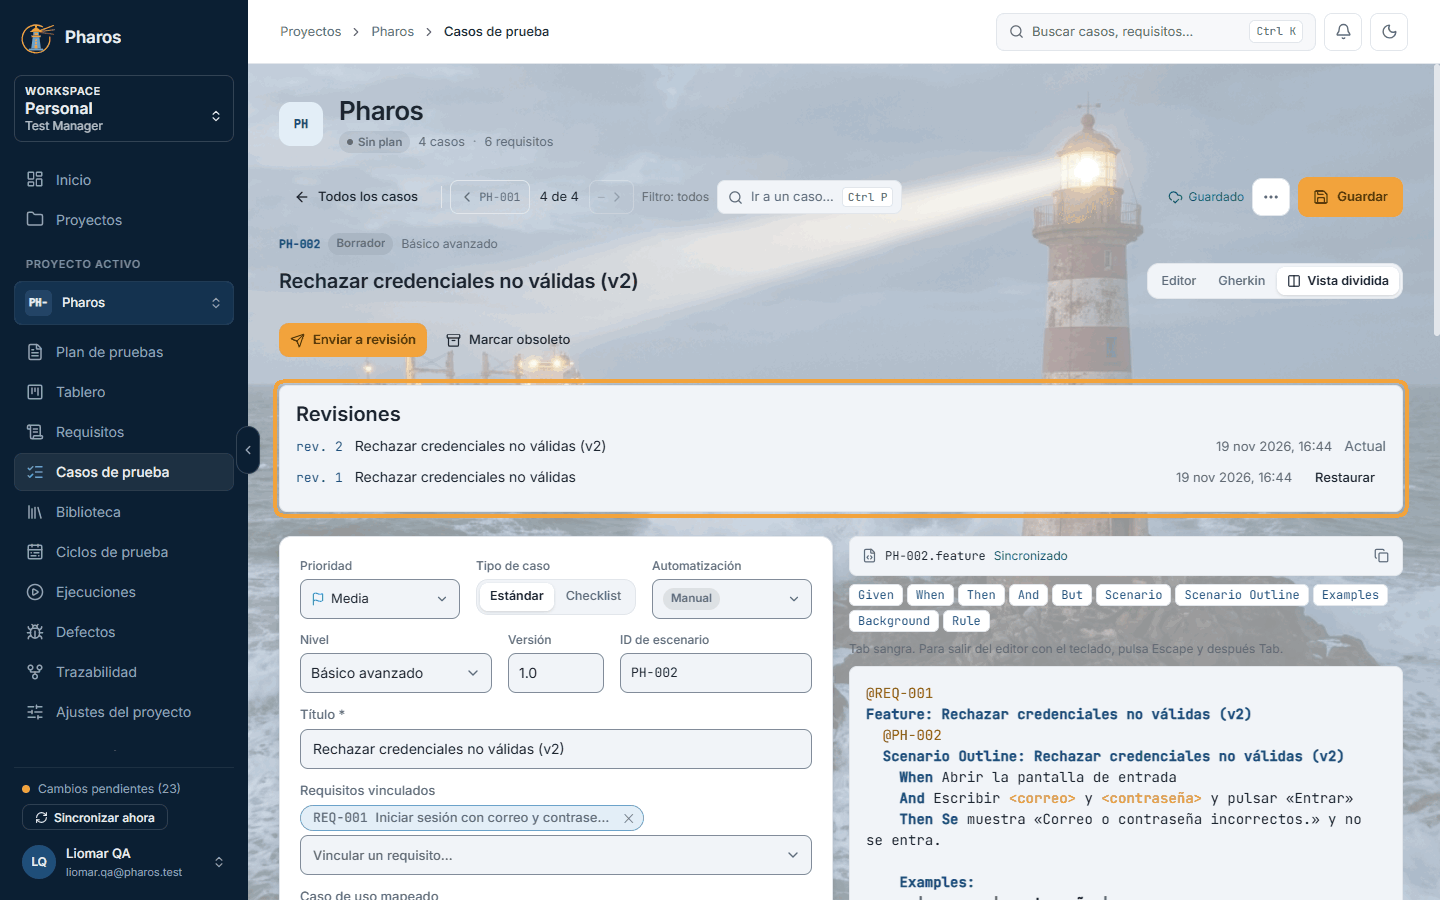 Pharos
WORKSPACE
Personal
Test Manager
Inicio
Proyectos
PROYECTO ACTIVO
PH- Pharos
Plan de pruebas
Tablero
Requisitos
Casos de prueba
Biblioteca
Ciclos de prueba
Ejecuciones
Defectos
Trazabilidad
Ajustes del proyecto
Cambios pendientes (23)
Sincronizar ahora
LQ
Liomar QA
liomar.qa@pharos.test
Proyectos > Pharos > Casos de prueba
Buscar casos, requisitos... Ctrl K
PH
Pharos
Sin plan 4 casos · 6 requisitos
Todos los casos PH-001 4 de 4 – Filtro: todos Ir a un caso... Ctrl P
Guardado ... Guardar
PH-002 Borrador Básico avanzado
Rechazar credenciales no válidas (v2)
Editor Gherkin Vista dividida
Enviar a revisión Marcar obsoleto
Revisiones
rev. 2 Rechazar credenciales no válidas (v2) 19 nov 2026, 16:44 Actual
rev. 1 Rechazar credenciales no válidas 19 nov 2026, 16:44 Restaurar
Prioridad Tipo de caso Automatización
Media Estándar Checklist Manual
Nivel Versión ID de escenario
Básico avanzado 1.0 PH-002
Título *
Rechazar credenciales no válidas (v2)
Requisitos vinculados
REQ-001 Iniciar sesión con correo y contrase...
Vincular un requisito...
Caso de uso mapeado
PH-002.feature Sincronizado
Given When Then And But Scenario Scenario Outline Examples
Background Rule
Tab sangra. Para salir del editor con el teclado, pulsa Escape y después Tab.
@REQ-001
Feature: Rechazar credenciales no válidas (v2)
@PH-002
Scenario Outline: Rechazar credenciales no válidas (v2)
When Abrir la pantalla de entrada
And Escribir <correo> y <contraseña> y pulsar «Entrar»
Then Se muestra «Correo o contraseña incorrectos.» y no
se entra.
Examples: